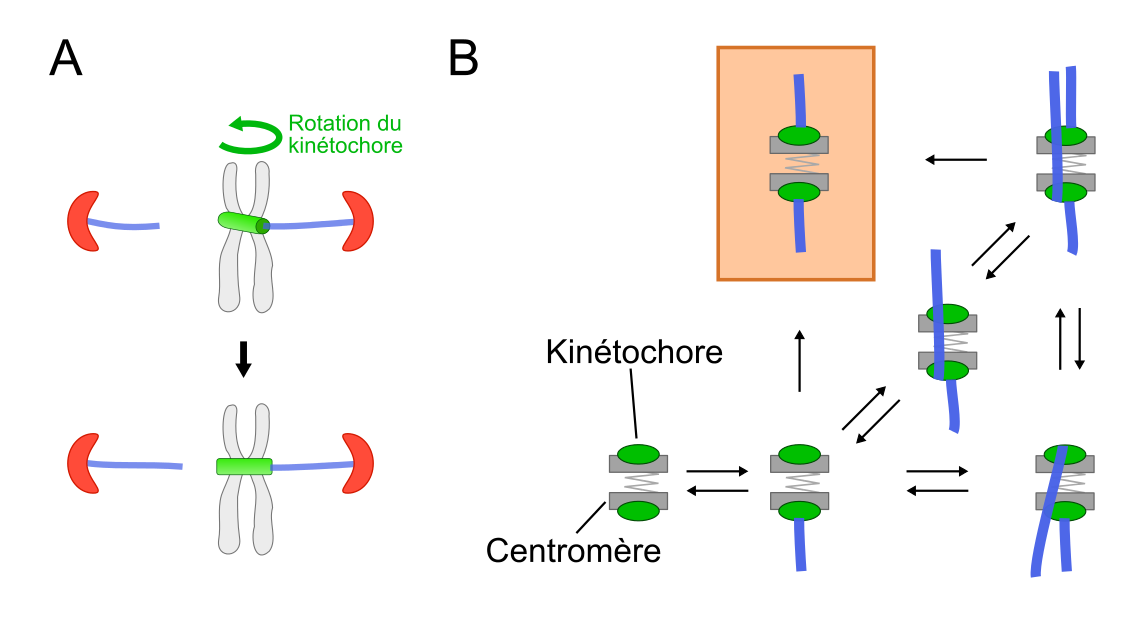 A
B
Rotation du
kinétochore
Kinétochore
Centromère